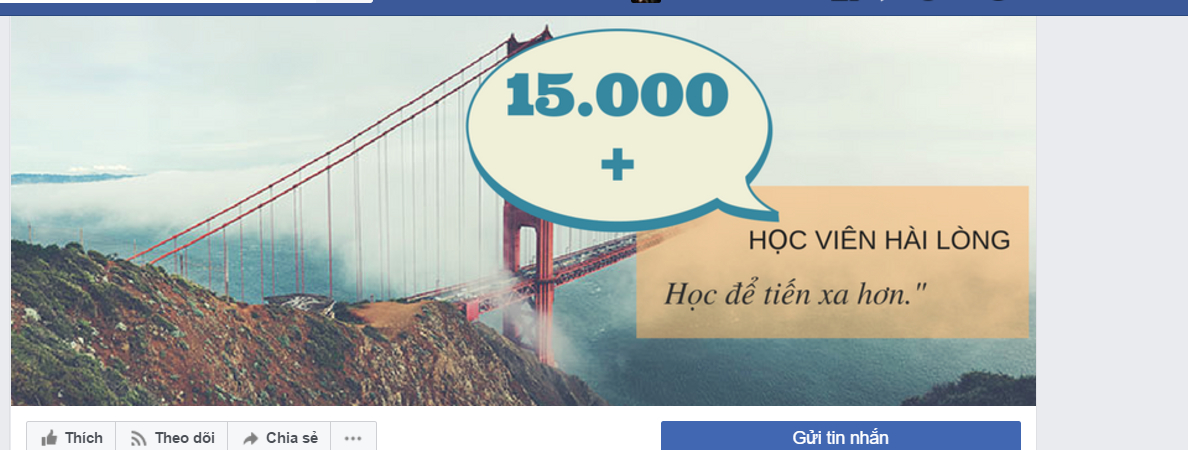 15.000
+
HỌC VIÊN HÀI LÒNG
Học để tiến xa hơn."
Thích
Theo dõi
Chia sẻ
Gửi tin nhắn